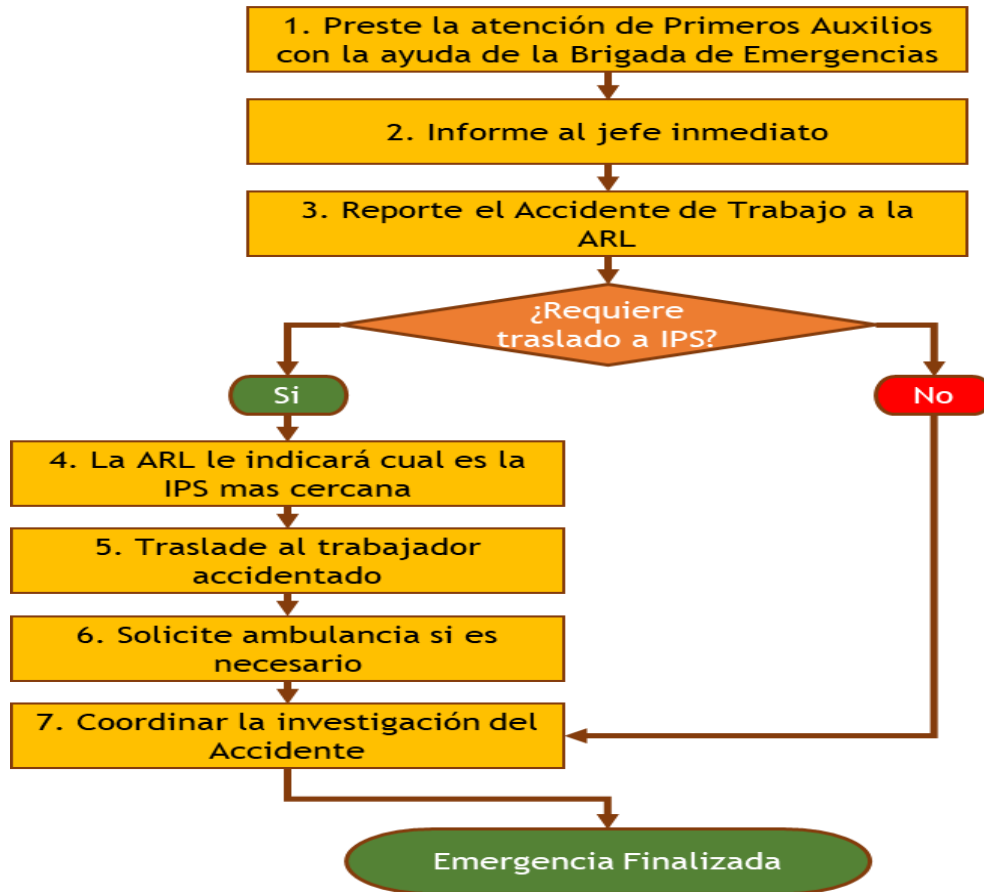 1. Preste la atención de Primeros Auxilios
con la ayuda de la Brigada de Emergencias
2. Informe al jefe inmediato
3. Reporte el Accidente de Trabajo a la
ARL
¿Requiere
traslado a IPS?
Si
No
4. La ARL le indicará cual es la
IPS mas cercana
5. Traslade al trabajador
accidentado
6. Solicite ambulancia si es
necesario
7. Coordinar la investigación del
Accidente
Emergencia Finalizada